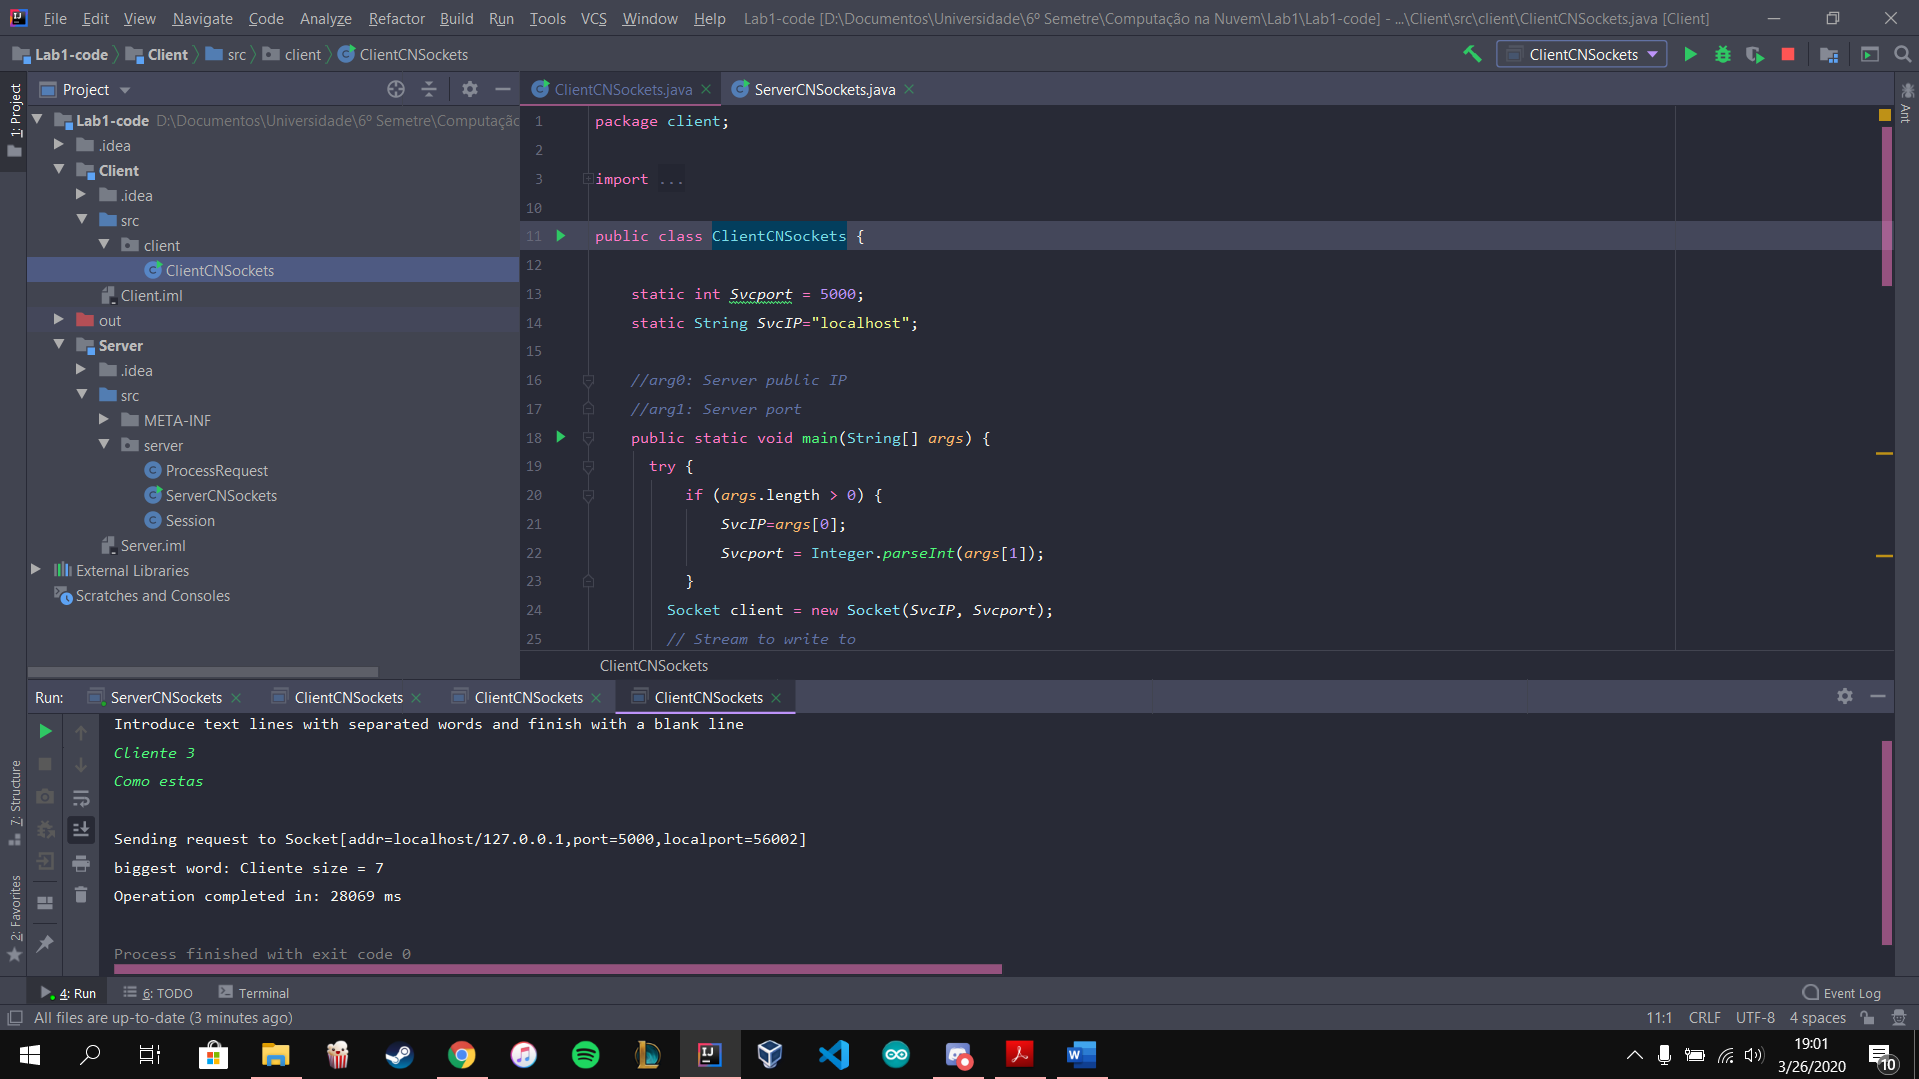 File Edit View Navigate Code Analyze Refactor Build Run Tools VCS Window Help Lab1-code [D:\Documentos\Universidade\6º Semetre\Computação na Nuvem\Lab1\Lab1-code] - ...\Client\src\client\ClientCNSockets.java [Client]
Lab1-code Client src client ClientCNSockets ClientCNSockets
1: Project
Project
ClientCNSockets.java ServerCNSockets.java
Ant
Lab1-code D:\Documentos\Universidade\6º Semetre\Computação
.idea
Client
.idea
src
client
ClientCNSockets
Client.iml
out
Server
.idea
src
META-INF
server
ProcessRequest
ServerCNSockets
Session
Server.iml
External Libraries
Scratches and Consoles
1 package client;
2
3 import ...
10
11 public class ClientCNSockets {
12
13 static int Svcport = 5000;
14 static String SvcIP="localhost";
15
16 //arg0: Server public IP
17 //arg1: Server port
18 public static void main(String[] args) {
19 try {
20 if (args.length > 0) {
21 SvcIP=args[0];
22 Svcport = Integer.parseInt(args[1]);
23 }
24 Socket client = new Socket(SvcIP, Svcport);
25 // Stream to write to
ClientCNSockets
Run: ServerCNSockets ClientCNSockets ClientCNSockets ClientCNSockets
7: Structure
2: Favorites
Introduce text lines with separated words and finish with a blank line
Cliente 3
Como estas
Sending request to Socket[addr=localhost/127.0.0.1,port=5000,localport=56002]
biggest word: Cliente size = 7
Operation completed in: 28069 ms
Process finished with exit code 0
4: Run 6: TODO Terminal Event Log
All files are up-to-date (3 minutes ago) 11:1 CRLF UTF-8 4 spaces
19:01
3/26/2020
10